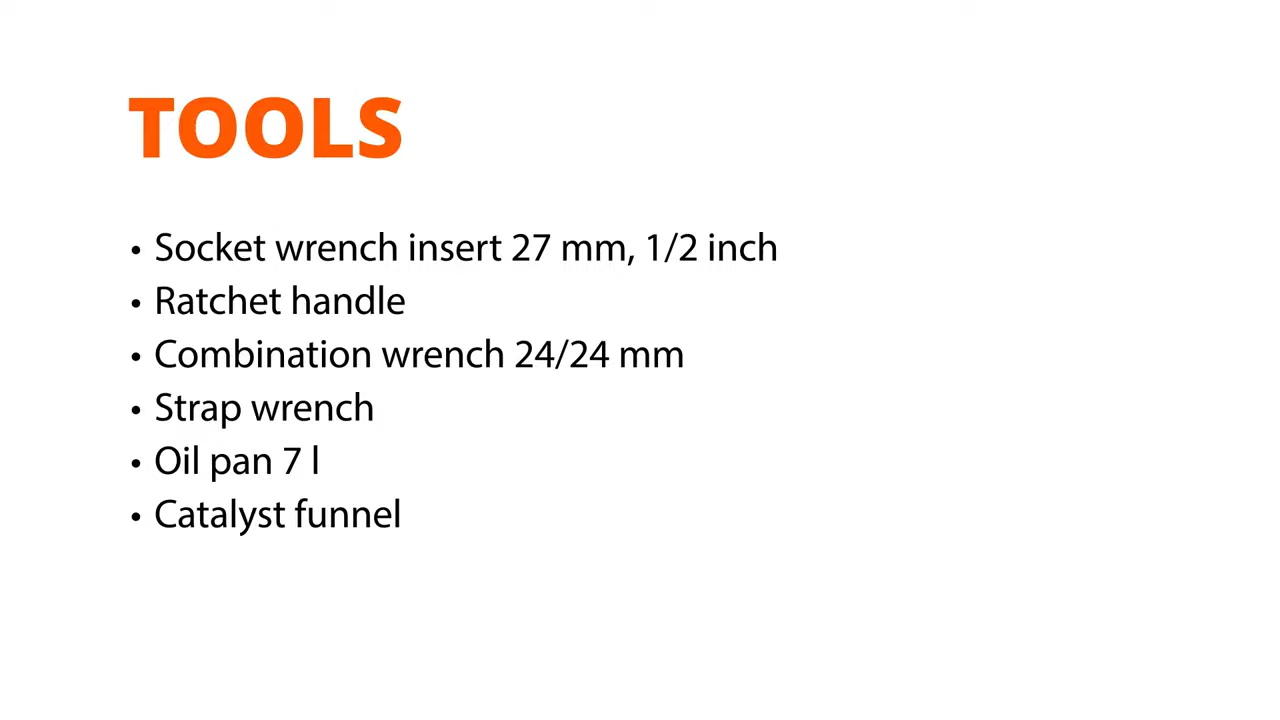 TOOLS
• Socket wrench insert 27 mm, 1/2 inch
• Ratchet handle
• Combination wrench 24/24 mm
• Strap wrench
• Oil pan 7 l
• Catalyst funnel